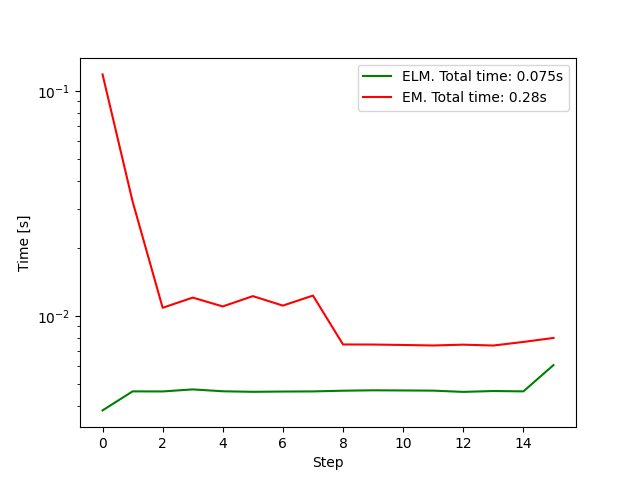 ELM. Total time: 0.075s
EM. Total time: 0.28s
10⁻¹
10⁻²
Time [s]
0 2 4 6 8 10 12 14
Step